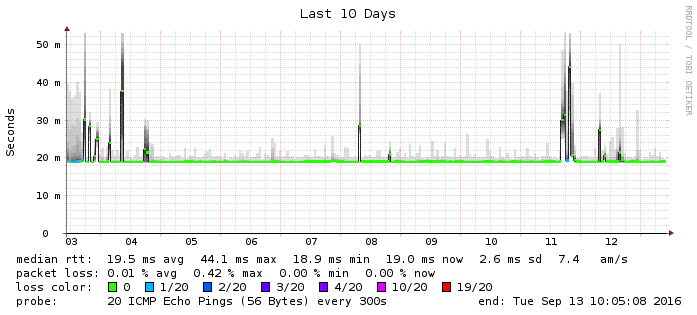 Last 10 Days
RRDTOOL / TOBI OETIKER
Seconds
50 m
40 m
30 m
20 m
10 m
0
03 04 05 06 07 08 09 10 11 12
median rtt: 19.5 ms avg 44.1 ms max 18.9 ms min 19.0 ms now 2.6 ms sd 7.4 am/s
packet loss: 0.01 % avg 0.42 % max 0.00 % min 0.00 % now
loss color: 0 1/20 2/20 3/20 4/20 10/20 19/20
probe: 20 ICMP Echo Pings (56 Bytes) every 300s end: Tue Sep 13 10:05:08 2016